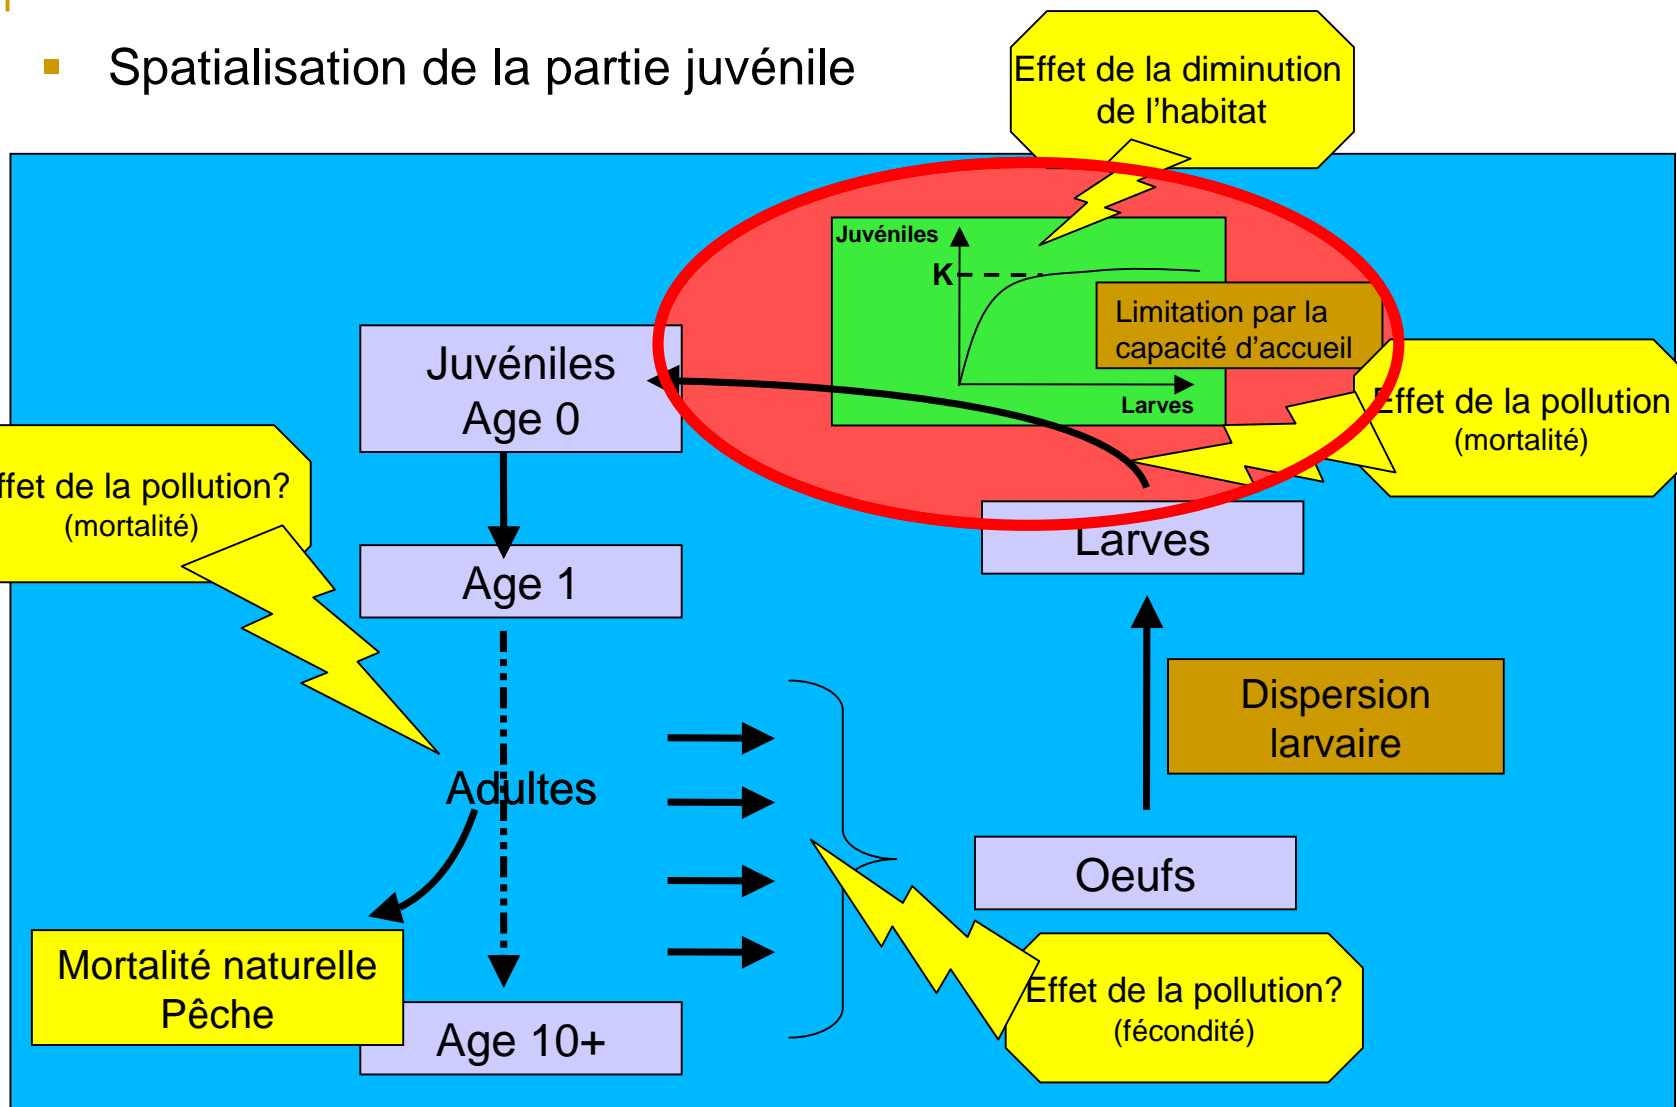 Spatialisation de la partie juvénile
Effet de la diminution
de l'habitat
Juvéniles
K
Limitation par la
capacité d'accueil
Larves
Juvéniles
Age 0
Effet de la pollution
(mortalité)
ffet de la pollution?
(mortalité)
Larves
Age 1
Dispersion
larvaire
Adultes
Oeufs
Mortalité naturelle
Pêche
Effet de la pollution?
(fécondité)
Age 10+